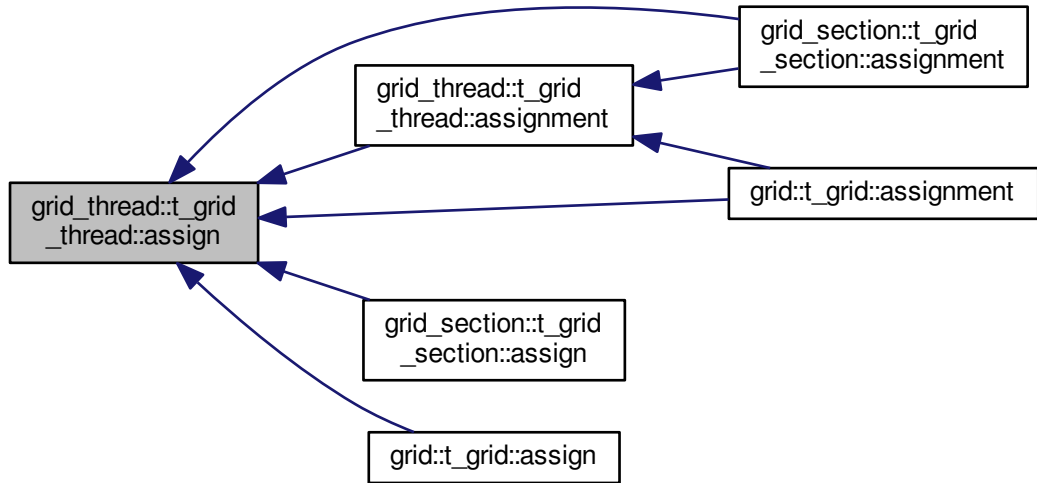 grid_section::t_grid
_section::assignment
grid_thread::t_grid
_thread::assignment
grid::t_grid::assignment
grid_thread::t_grid
_thread::assign
grid_section::t_grid
_section::assign
grid::t_grid::assign